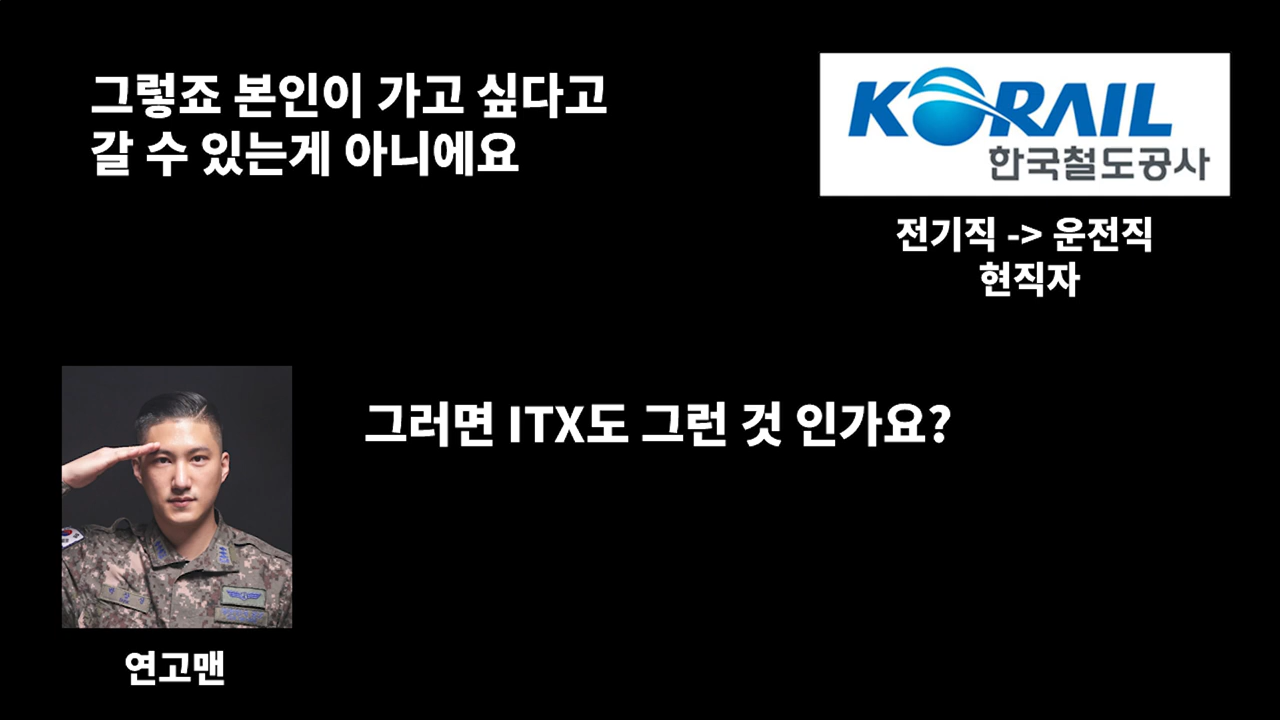 그렇죠 본인이 가고 싶다고
갈 수 있는게 아니에요
KORAIL
한국철도공사
전기직 -> 운전직
현직자
그러면 ITX도 그런 것 인가요?
연고맨